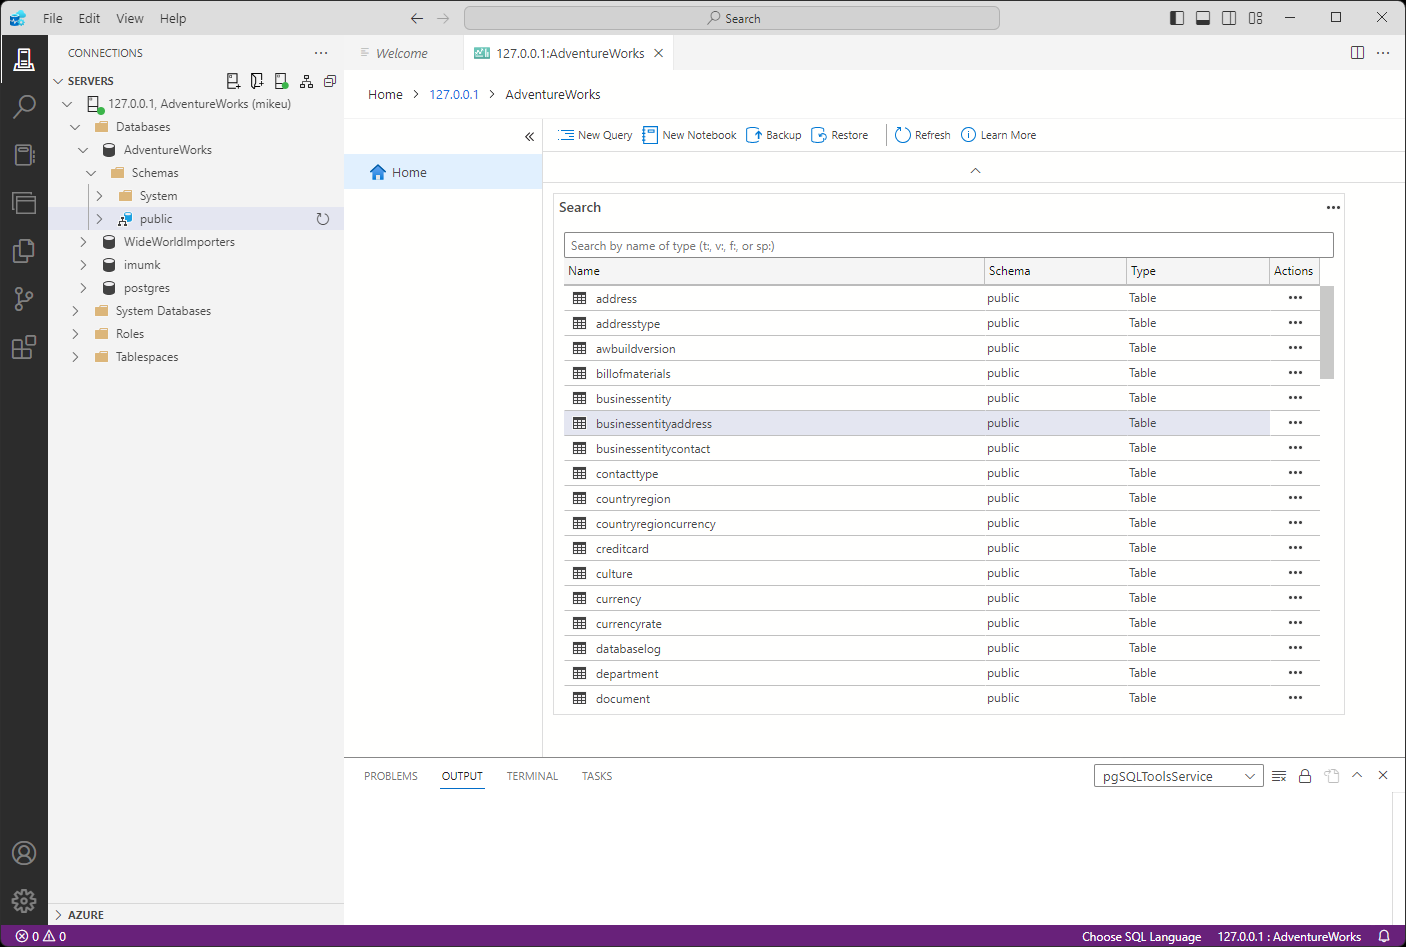 File Edit View Help
Search
CONNECTIONS
Welcome
127.0.0.1:AdventureWorks
SERVERS
127.0.0.1, AdventureWorks (mikeu)
Databases
AdventureWorks
Schemas
System
public
WideWorldImporters
imumk
postgres
System Databases
Roles
Tablespaces
AZURE
Home > 127.0.0.1 > AdventureWorks
New Query New Notebook Backup Restore Refresh Learn More
Home
Search
Search by name of type (t:, v:, f:, or sp:)
Name Schema Type Actions
address public Table
addresstype public Table
awbuildversion public Table
billofmaterials public Table
businessentity public Table
businessentityaddress public Table
businessentitycontact public Table
contacttype public Table
countryregion public Table
countryregioncurrency public Table
creditcard public Table
culture public Table
currency public Table
currencyrate public Table
databaselog public Table
department public Table
document public Table
PROBLEMS OUTPUT TERMINAL TASKS
pgSQLToolsService
0 0
Choose SQL Language 127.0.0.1 : AdventureWorks